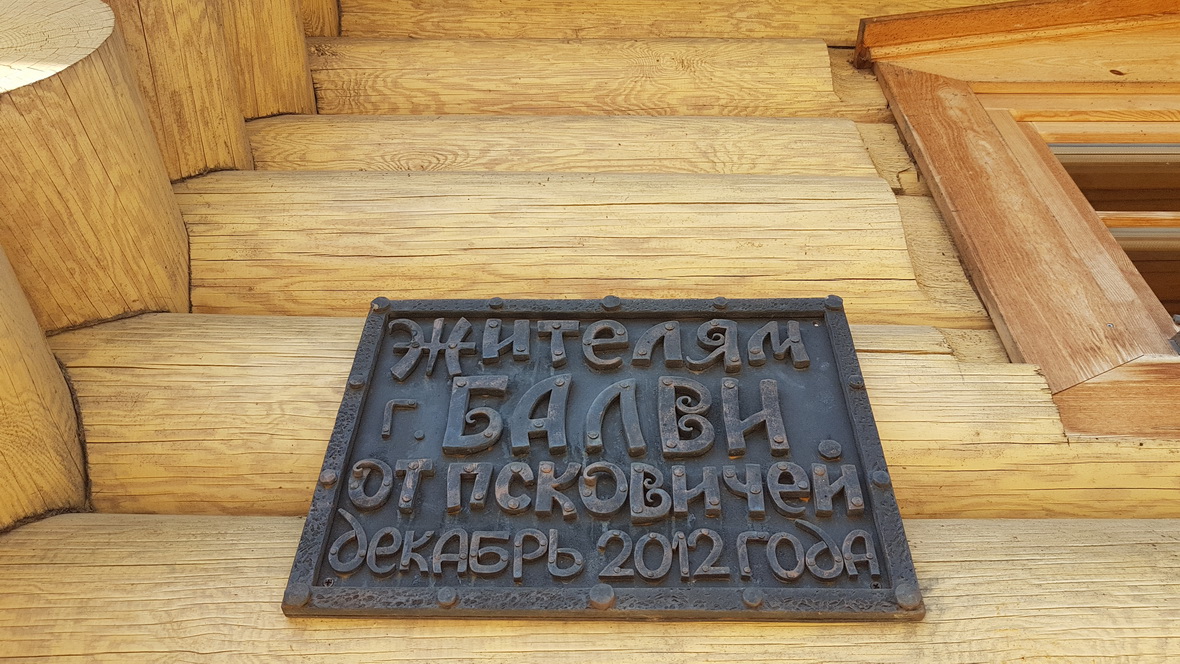 Жителям
г. БАЛВИ
от псковичей
декабрь 2012 года